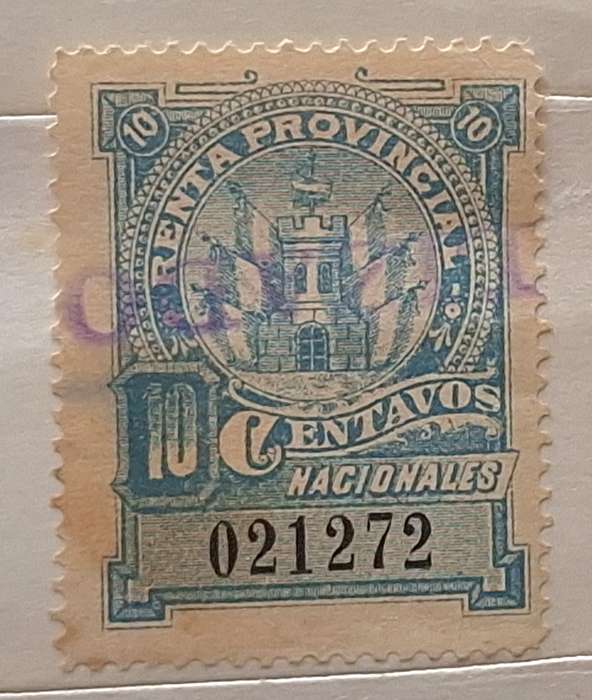 10 10
RENTA PROVINCIAL
10 CENTAVOS
NACIONALES
021272